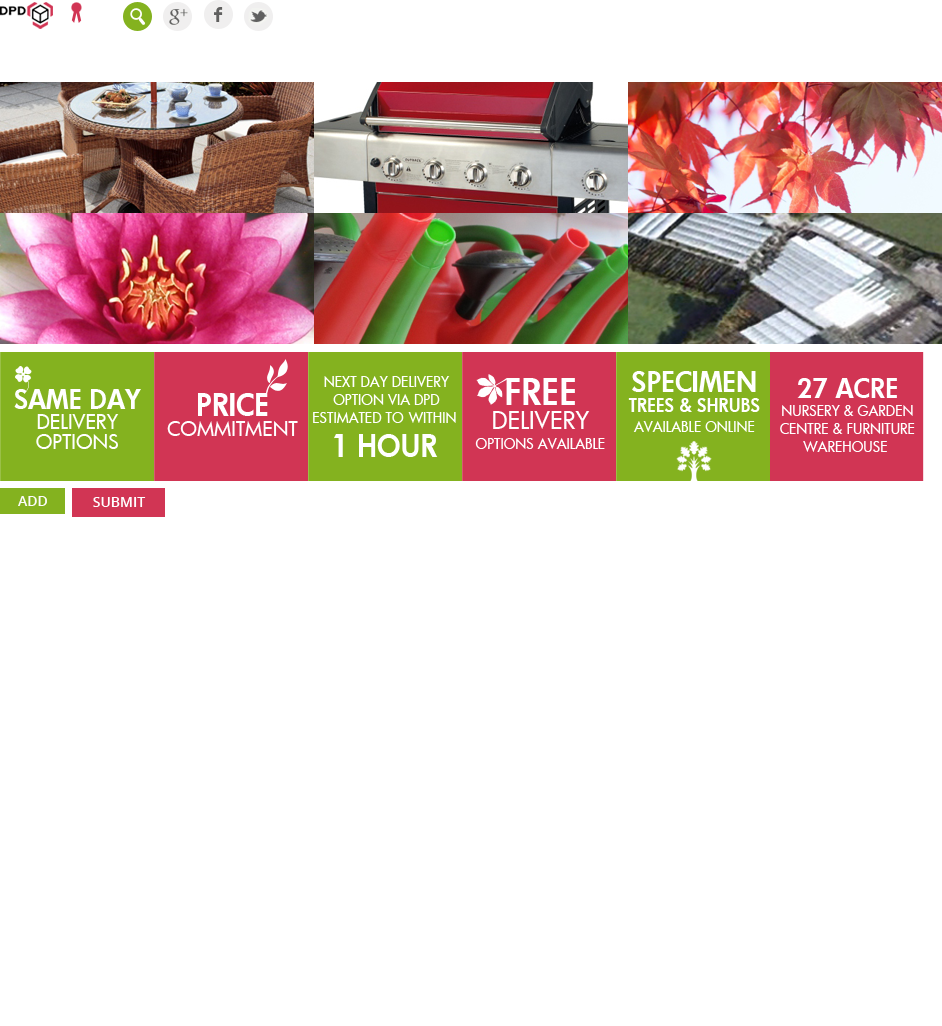 DPD
g+
f
SAME DAY
DELIVERY
OPTIONS
PRICE
COMMITMENT
NEXT DAY DELIVERY
OPTION VIA DPD
ESTIMATED TO WITHIN
1 HOUR
FREE
DELIVERY
OPTIONS AVAILABLE
SPECIMEN
TREES & SHRUBS
AVAILABLE ONLINE
27 ACRE
NURSERY & GARDEN
CENTRE & FURNITURE
WAREHOUSE
ADD
SUBMIT